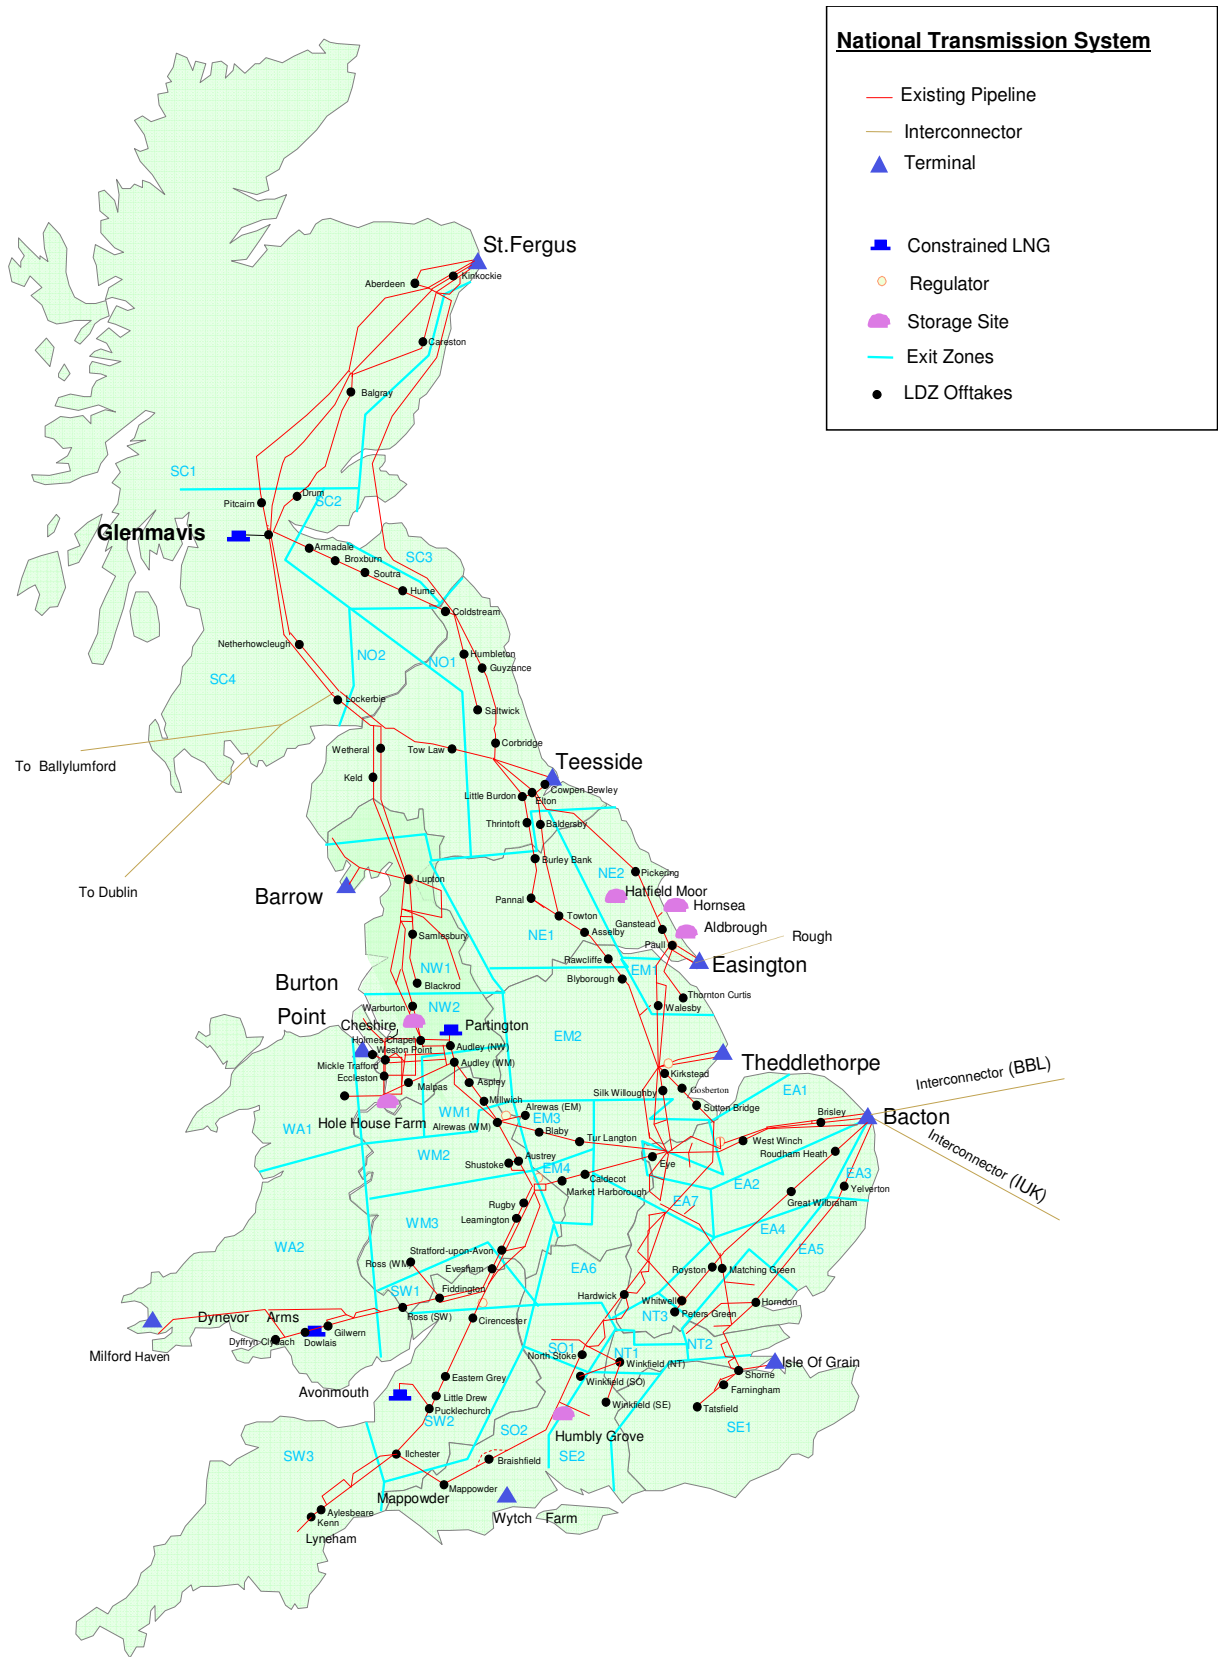 National Transmission System
Existing Pipeline
Interconnector
Terminal
Constrained LNG
Regulator
Storage Site
Exit Zones
LDZ Offtakes
St.Fergus
Kinkockie
Aberdeen
Careston
Balgray
SC1
Drum
SC2
Pitcairn
Glenmavis
Armadale
SC3
Broxburn
Soutra
Hume
Coldstream
Netherhowcleugh
NO2
NO1
Humbleton
Guyzance
SC4
Lockerbie
Saltwick
Corbridge
Wetheral
Tow Law
To Ballylumford
Teesside
Keld
Cowpen Bewley
Little Burdon
Elton
Thrintoft
Baldersby
Burley Bank
To Dublin
Lupton
NE2
Pickering
Barrow
Hatfield Moor
Hornsea
Pannal
Towton
Ganstead
Aldbrough
Samlesbury
NE1
Asselby
Paull
Rough
Rawcliffe
Easington
NW1
EM1
Burton
Point
Blackrod
Blyborough
Thornton Curtis
Warburton
NW2
Walesby
Cheshire
Partington
EM2
Holmes Chapel
Weston Point
Audley (NW)
Mickle Trafford
Audley (WM)
Theddlethorpe
Eccleston
Malpas
Aspley
Kirkstead
Silk Willoughby
Gosberton
Interconnector (BBL)
Millwich
EA1
Hole House Farm
WM1
Alrewas (EM)
EM3
Sutton Bridge
Brisley
Bacton
WA1
Alrewas (WM)
Blaby
Tur Langton
West Winch
Interconnector (IUK)
WM2
Austrey
Roudham Heath
Shustoke
EM4
Eye
EA3
Caldecot
EA2
Yelverton
Market Harborough
Great Wilbraham
Rugby
EA7
Leamington
WM3
EA4
WA2
Stratford-upon-Avon
EA5
Ross (WM)
Evesham
EA6
Royston
Matching Green
SW1
Fiddington
Hardwick
Whitwell
Horndon
Ross (SW)
NT3
Peters Green
Dynevor Arms
Cirencester
Gilwern
Dyffryn Clydach
Dowlais
Milford Haven
SO1
North Stoke
NT1
NT2
Winkfield (NT)
Isle Of Grain
Shorne
Eastern Grey
Winkfield (SO)
Farningham
Avonmouth
Little Drew
Pucklechurch
Winkfield (SE)
Tatsfield
SW2
SO2
SE1
Humbly Grove
SW3
Ilchester
Braishfield
SE2
Mappowder
Mappowder
Aylesbeare
Wytch Farm
Kenn
Lyneham